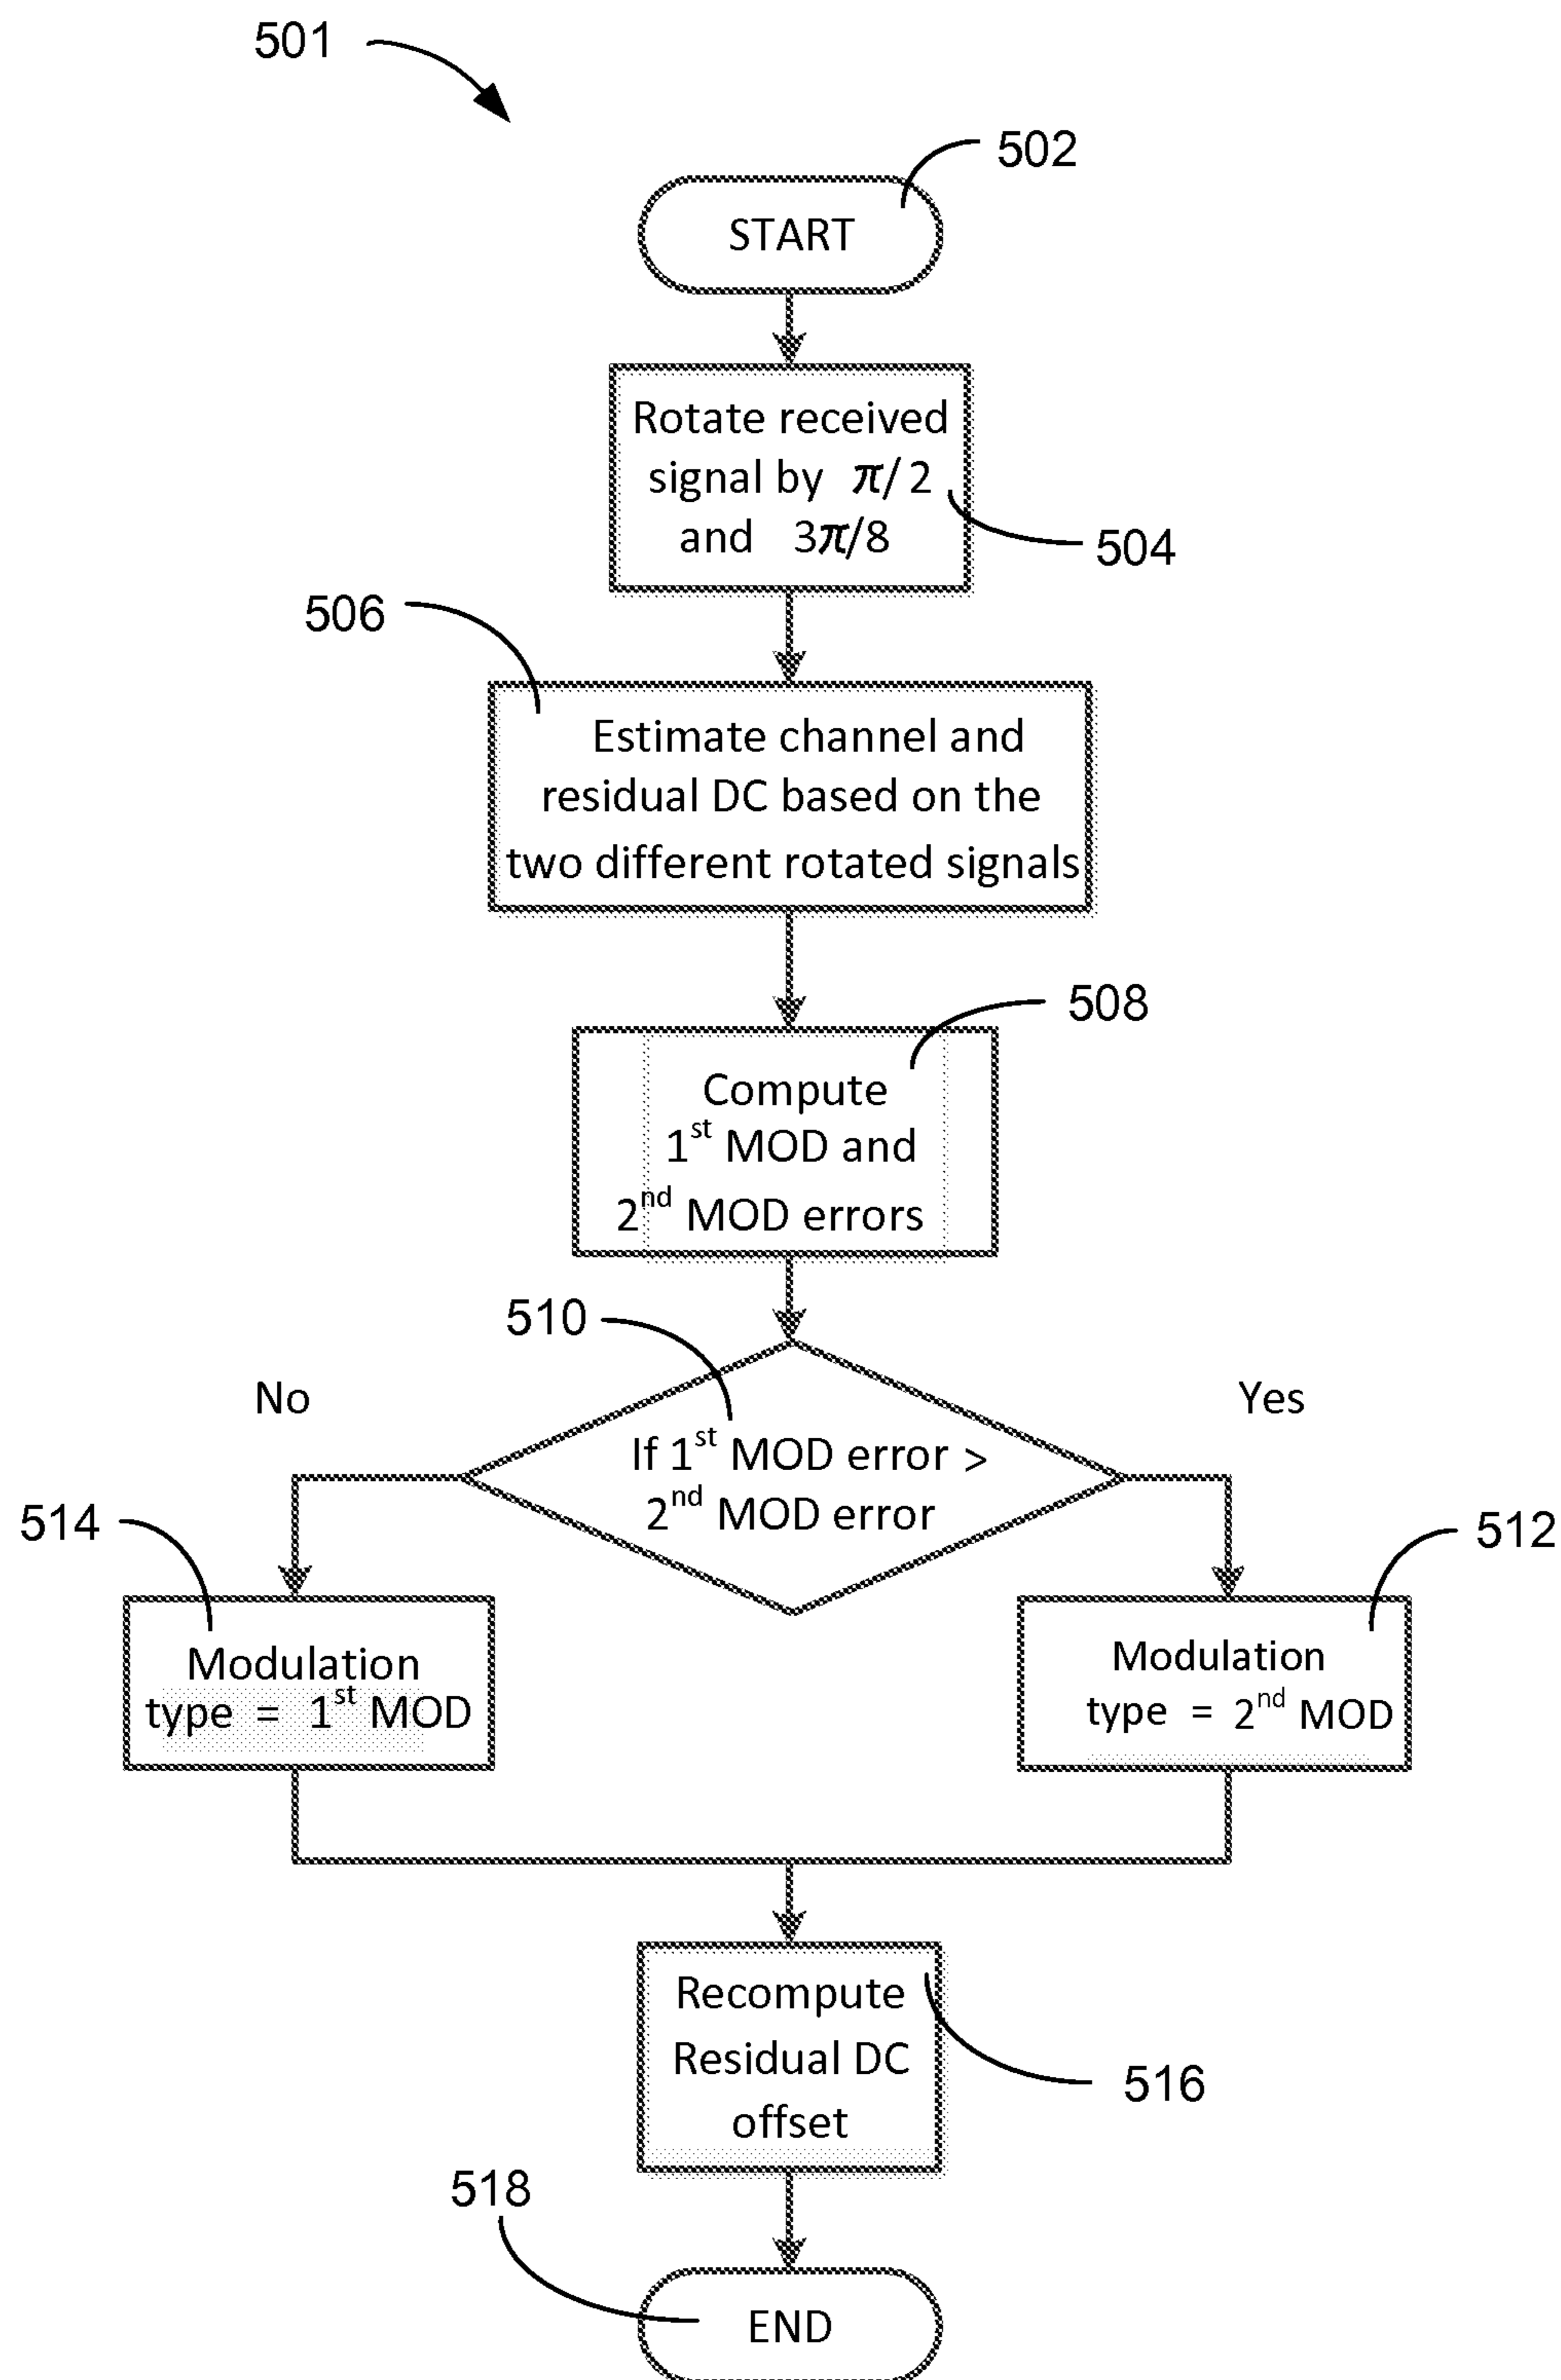 501
502
START
Rotate received
signal by π/2
and 3π/8
504
506
Estimate channel and
residual DC based on the
two different rotated signals
508
Compute
1st MOD and
2nd MOD errors
510
No
Yes
If 1st MOD error >
2nd MOD error
514
512
Modulation
type = 1st MOD
Modulation
type = 2nd MOD
Recompute
Residual DC
offset
516
518
END